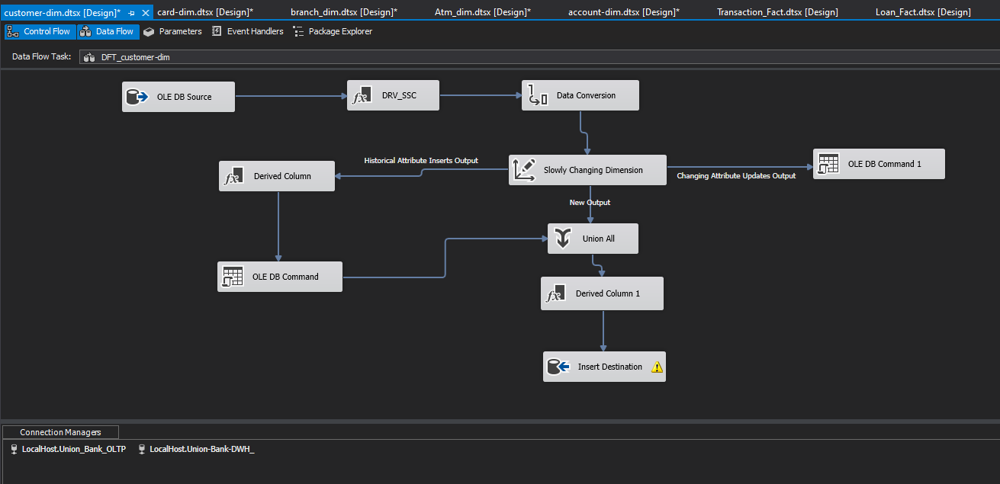 customer-dim.dtsx [Design]* card-dim.dtsx [Design]* branch_dim.dtsx [Design]* Atm_dim.dtsx [Design]* account-dim.dtsx [Design]* Transaction_Fact.dtsx [Design] Loan_Fact.dtsx [Design]
Control Flow Data Flow Parameters Event Handlers Package Explorer
Data Flow Task: DFT_customer-dim
OLE DB Source DRV_SSC Data Conversion
Historical Attribute Inserts Output
Derived Column Slowly Changing Dimension OLE DB Command 1
Changing Attribute Updates Output
New Output
Union All
OLE DB Command
Derived Column 1
Insert Destination
Connection Managers
LocalHost.Union_Bank_OLTP LocalHost.Union-Bank-DWH_